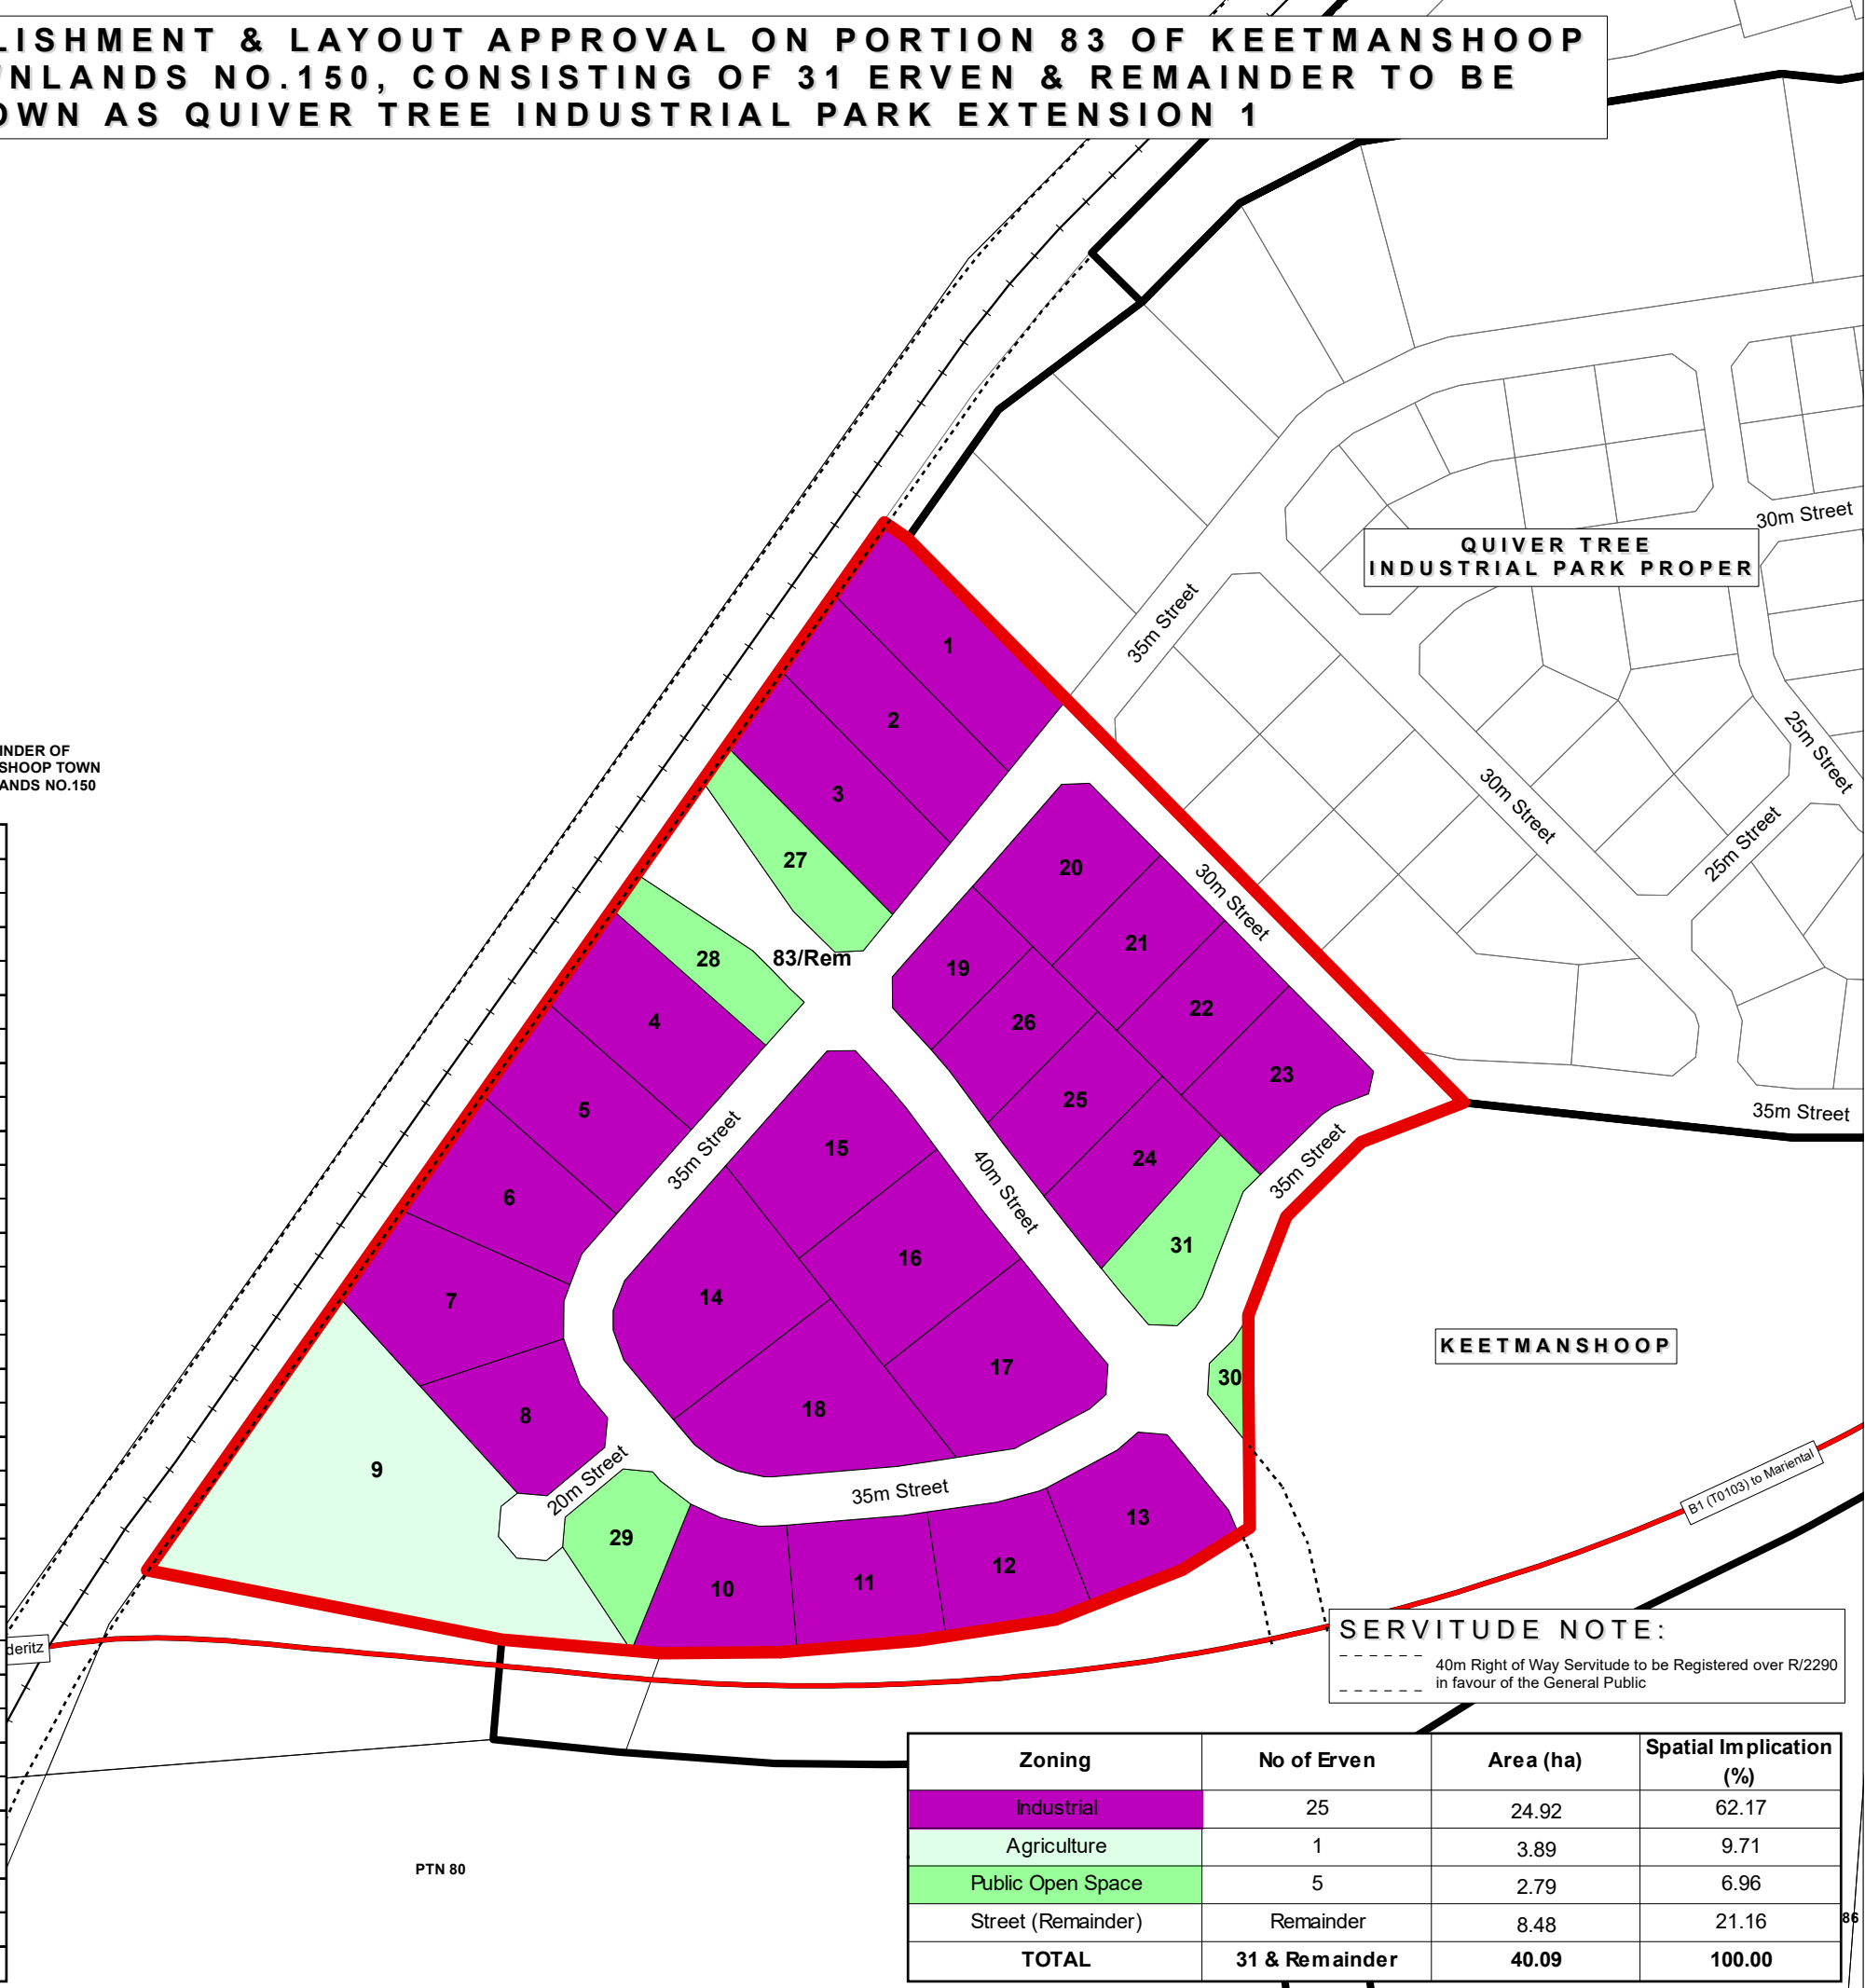 LISHMENT & LAYOUT APPROVAL ON PORTION 83 OF KEETMANSHOOP
NLANDS NO.150, CONSISTING OF 31 ERVEN & REMAINDER TO BE
OWN AS QUIVER TREE INDUSTRIAL PARK EXTENSION 1
30m Street
QUIVER TREE
INDUSTRIAL PARK PROPER
35m Street
1
2
25m Street
INDER OF
SHOOP TOWN
ANDS NO.150
3
30m Street
25m Street
27
20
30m Street
21
28
83/Rem
19
22
4
26
23
5
25
35m Street
35m Street
15
24
35m Street
40m Street
6
31
16
7
14
KEETMANSHOOP
17
30
8
18
9
20m Street
35m Street
B1 (T0103) to Mariental
29
13
12
10
11
deritz
SERVITUDE NOTE:
40m Right of Way Servitude to be Registered over R/2290
in favour of the General Public
Zoning No of Erven Area (ha) Spatial Implication (%)
Industrial 25 24.92 62.17
Agriculture 1 3.89 9.71
Public Open Space 5 2.79 6.96
Street (Remainder) Remainder 8.48 21.16
TOTAL 31 & Remainder 40.09 100.00
PTN 80
86